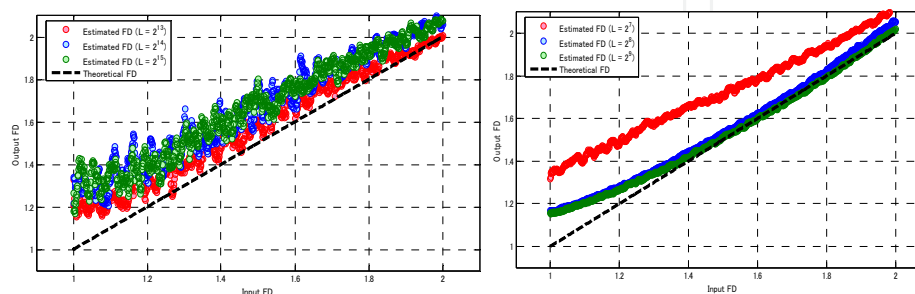 Estimated FD (L = 2^13)
Estimated FD (L = 2^14)
Estimated FD (L = 2^15)
Theoretical FD
2
1.8
1.6
1.4
1.2
1
Output FD
1
1.2
1.4
1.6
1.8
2
Input FD
Estimated FD (L = 2^7)
Estimated FD (L = 2^8)
Estimated FD (L = 2^9)
Theoretical FD
2
1.8
1.6
1.4
1.2
1
Output FD
1
1.2
1.4
1.6
1.8
2
Input FD